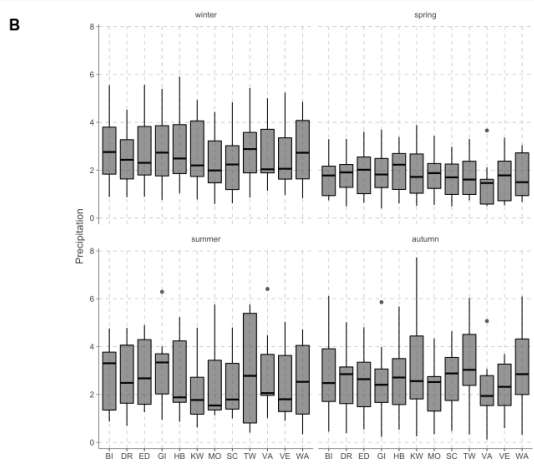 B
winter
spring
8
6
4
2
0
Precipitation
summer
autumn
8
6
4
2
0
BI DR ED GI HB KW MO SC TW VA VE WA BI DR ED GI HB KW MO SC TW VA VE WA